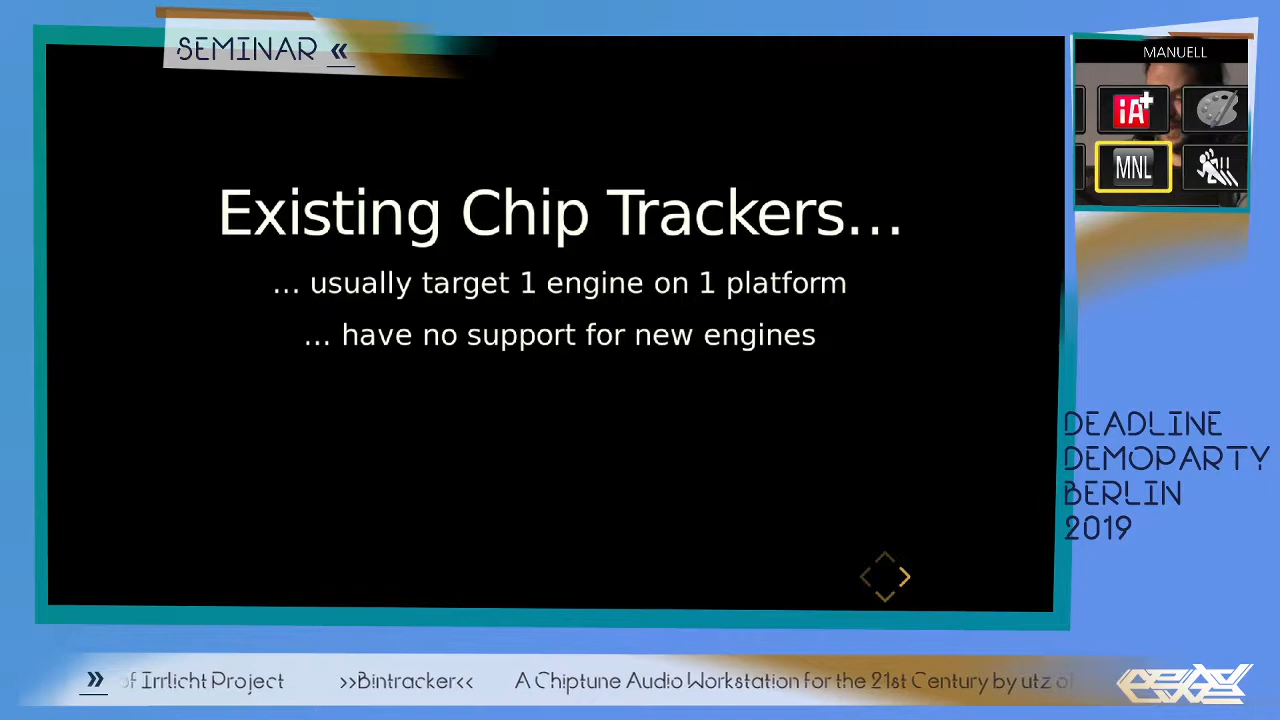 SEMINAR «
MANUELL
iA+
MNL
Existing Chip Trackers…
… usually target 1 engine on 1 platform
… have no support for new engines
DEADLINE
DEMOPARTY
BERLIN
2019
» of Irrlicht Project >>Bintracker<< A Chiptune Audio Workstation for the 21st Century by utz of